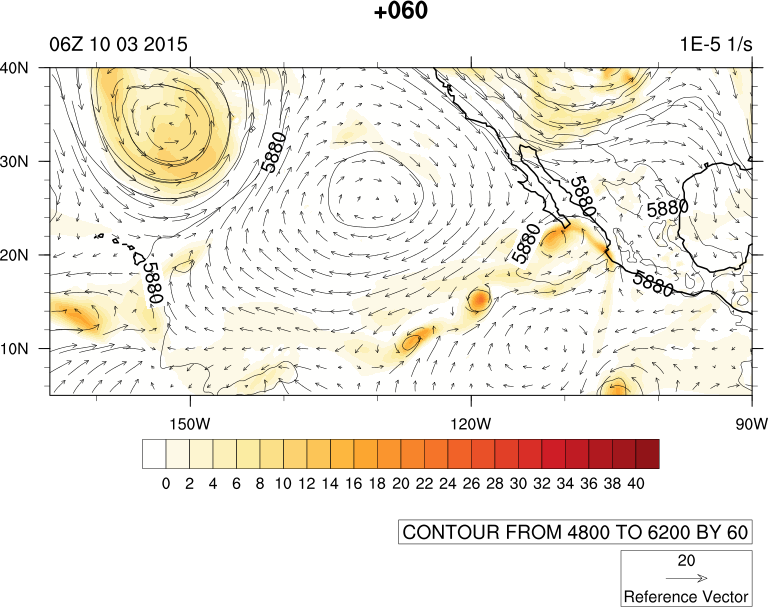 +060
06Z 10 03 2015 1E-5 1/s
40N
5880
30N
5880
5880
5880
20N
5880
5880
10N
150W 120W 90W
0 2 4 6 8 10 12 14 16 18 20 22 24 26 28 30 32 34 36 38 40
CONTOUR FROM 4800 TO 6200 BY 60
20
Reference Vector